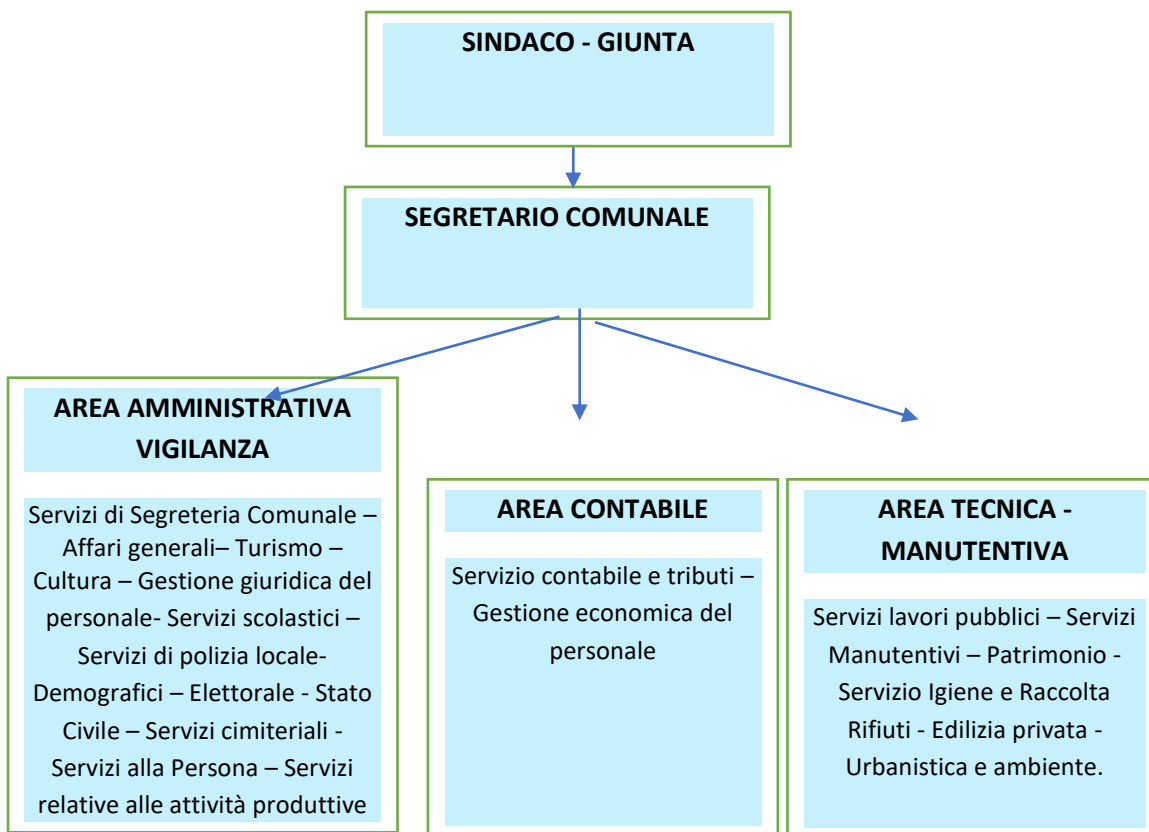 SINDACO - GIUNTA
SEGRETARIO COMUNALE
AREA AMMINISTRATIVA
VIGILANZA
Servizi di Segreteria Comunale –
Affari generali– Turismo –
Cultura – Gestione giuridica del
personale- Servizi scolastici –
Servizi di polizia locale-
Demografici – Elettorale - Stato
Civile – Servizi cimiteriali -
Servizi alla Persona – Servizi
relative alle attività produttive
AREA CONTABILE
Servizio contabile e tributi –
Gestione economica del
personale
AREA TECNICA -
MANUTENTIVA
Servizi lavori pubblici – Servizi
Manutentivi – Patrimonio -
Servizio Igiene e Raccolta
Rifiuti - Edilizia privata -
Urbanistica e ambiente.